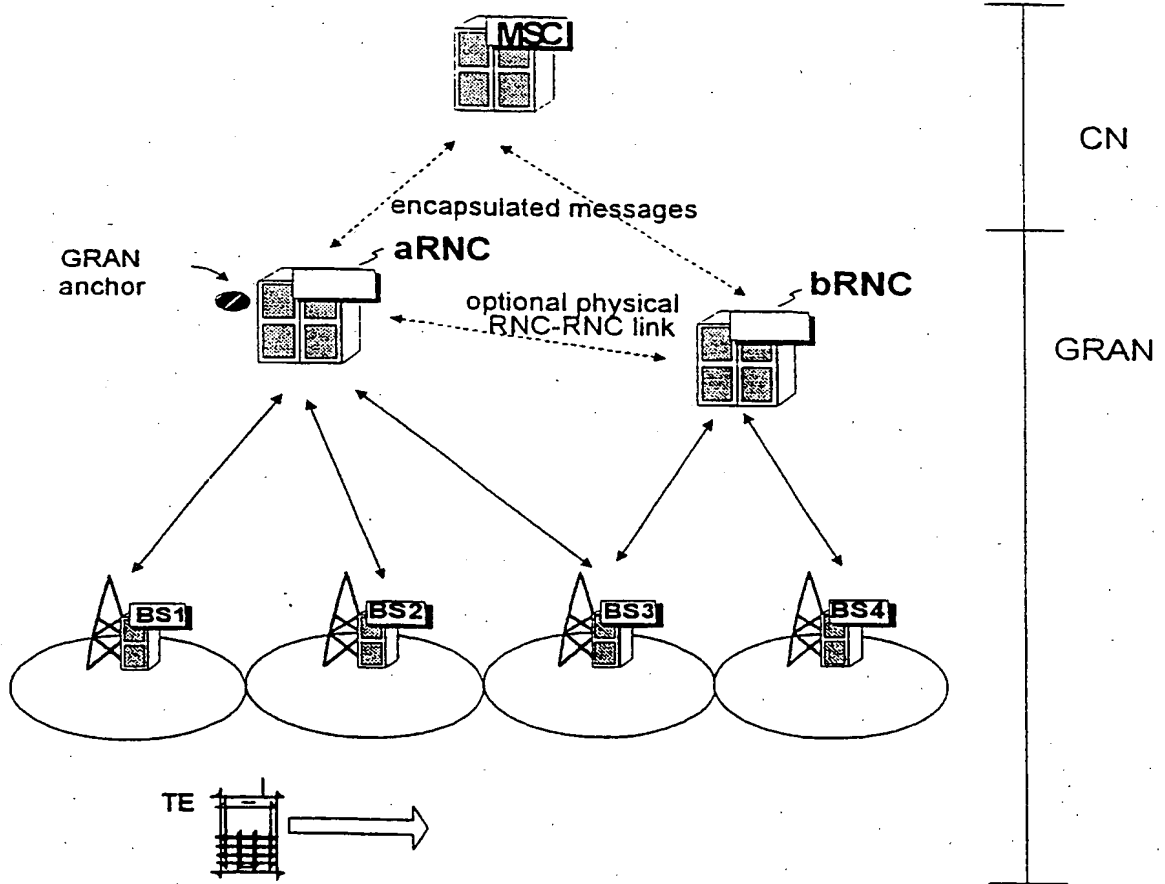 MSC
CN
encapsulated messages
aRNC
GRAN
anchor
bRNC
optional physical
RNC-RNC link
GRAN
BS1
BS2
BS3
BS4
TE